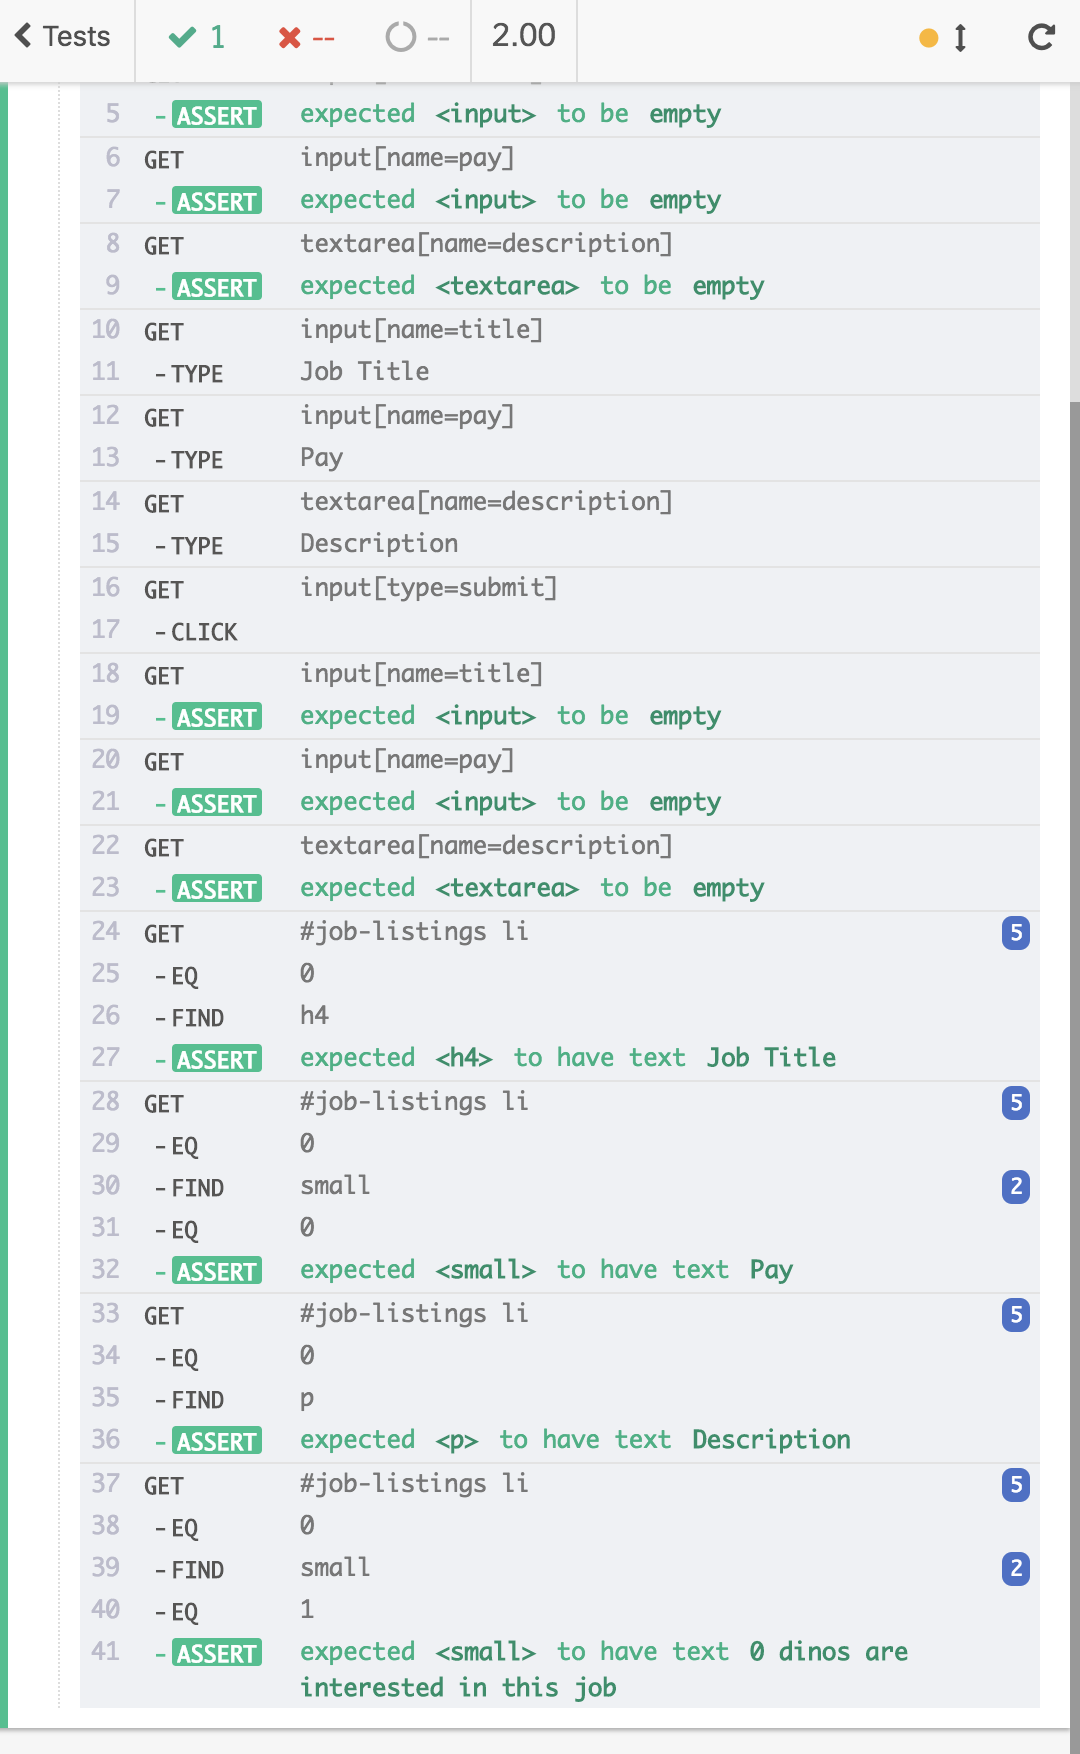 Tests 1 -- -- 2.00
5 -ASSERT expected <input> to be empty
6 GET input[name=pay]
7 -ASSERT expected <input> to be empty
8 GET textarea[name=description]
9 -ASSERT expected <textarea> to be empty
10 GET input[name=title]
11 -TYPE Job Title
12 GET input[name=pay]
13 -TYPE Pay
14 GET textarea[name=description]
15 -TYPE Description
16 GET input[type=submit]
17 -CLICK
18 GET input[name=title]
19 -ASSERT expected <input> to be empty
20 GET input[name=pay]
21 -ASSERT expected <input> to be empty
22 GET textarea[name=description]
23 -ASSERT expected <textarea> to be empty
24 GET #job-listings li 5
25 -EQ 0
26 -FIND h4
27 -ASSERT expected <h4> to have text Job Title
28 GET #job-listings li 5
29 -EQ 0
30 -FIND small 2
31 -EQ 0
32 -ASSERT expected <small> to have text Pay
33 GET #job-listings li 5
34 -EQ 0
35 -FIND p
36 -ASSERT expected <p> to have text Description
37 GET #job-listings li 5
38 -EQ 0
39 -FIND small 2
40 -EQ 1
41 -ASSERT expected <small> to have text 0 dinos are
interested in this job